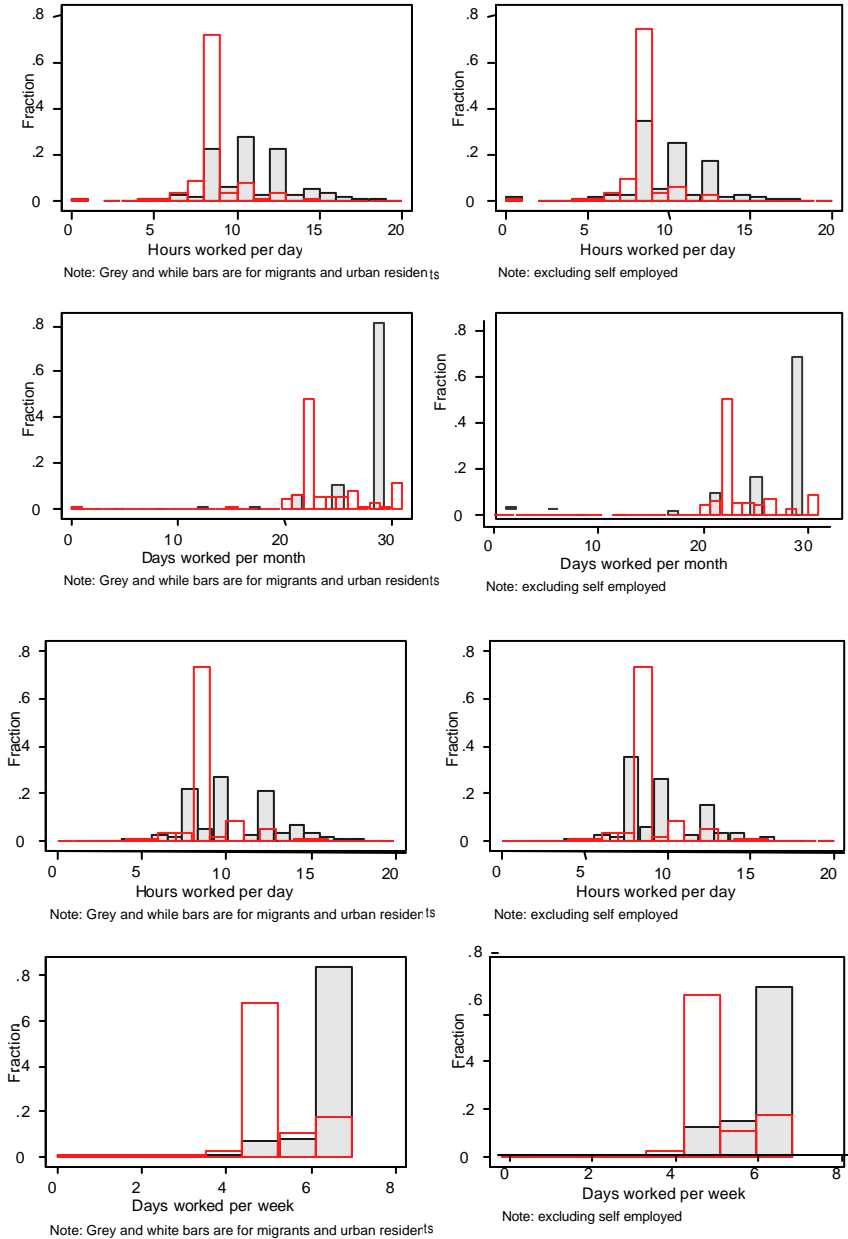 .8
.6
.4
.2
0
Fraction
0 5 10 15 20
Hours worked per day
Note: Grey and while bars are for migrants and urban residents
.8
.6
.4
.2
0
Fraction
0 5 10 15 20
Hours worked per day
Note: excluding self employed
.8
.6
.4
.2
0
Fraction
0 10 20 30
Days worked per month
Note: Grey and while bars are for migrants and urban residents
.8
.6
.4
.2
0
Fraction
0 10 20 30
Days worked per month
Note: excluding self employed
.8
.6
.4
.2
0
Fraction
0 5 10 15 20
Hours worked per day
Note: Grey and while bars are for migrants and urban residents
.8
.6
.4
.2
0
Fraction
0 5 10 15 20
Hours worked per day
Note: excluding self employed
.8
.6
.4
.2
0
Fraction
0 2 4 6 8
Days worked per week
Note: Grey and white bars are for migrants and urban residents
.8
.6
.4
.2
0
Fraction
0 2 4 6 8
Days worked per week
Note: excluding self employed